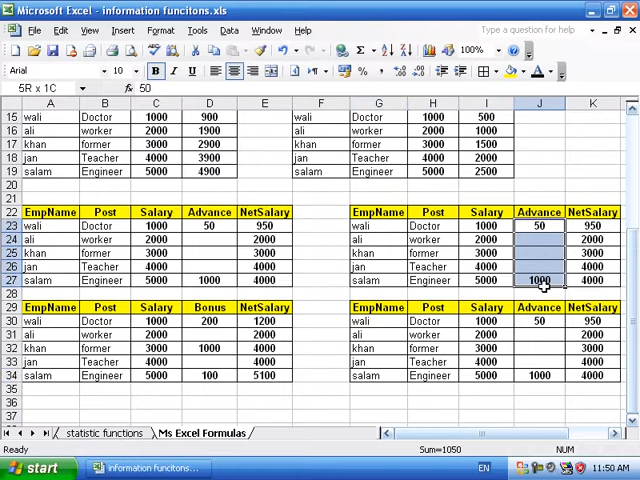 Microsoft Excel - information funcitons.xls
File Edit View Insert Format Tools Data Window Help Type a question for help
100%
Arial 10 B I U
5R x 1C fx 50
A B C D E F G H I J K
15 wali Doctor 1000 900 wali Doctor 1000 500
16 ali worker 2000 1900 ali worker 2000 1000
17 khan former 3000 2900 khan former 3000 1500
18 jan Teacher 4000 3900 jan Teacher 4000 2000
19 salam Engineer 5000 4900 salam Engineer 5000 2500
20
21
22 EmpName Post Salary Advance NetSalary EmpName Post Salary Advance NetSalary
23 wali Doctor 1000 50 950 wali Doctor 1000 50 950
24 ali worker 2000 2000 ali worker 2000 2000
25 khan former 3000 3000 khan former 3000 3000
26 jan Teacher 4000 4000 jan Teacher 4000 4000
27 salam Engineer 5000 1000 4000 salam Engineer 5000 1000 4000
28
29 EmpName Post Salary Bonus NetSalary EmpName Post Salary Advance NetSalary
30 wali Doctor 1000 200 1200 wali Doctor 1000 50 950
31 ali worker 2000 2000 ali worker 2000 2000
32 khan former 3000 1000 4000 khan former 3000 3000
33 jan Teacher 4000 4000 jan Teacher 4000 4000
34 salam Engineer 5000 100 5100 salam Engineer 5000 1000 4000
35
36
37
statistic functions Ms Excel Formulas
Ready Sum=1050 NUM
start information funcitons... EN 11:50 AM